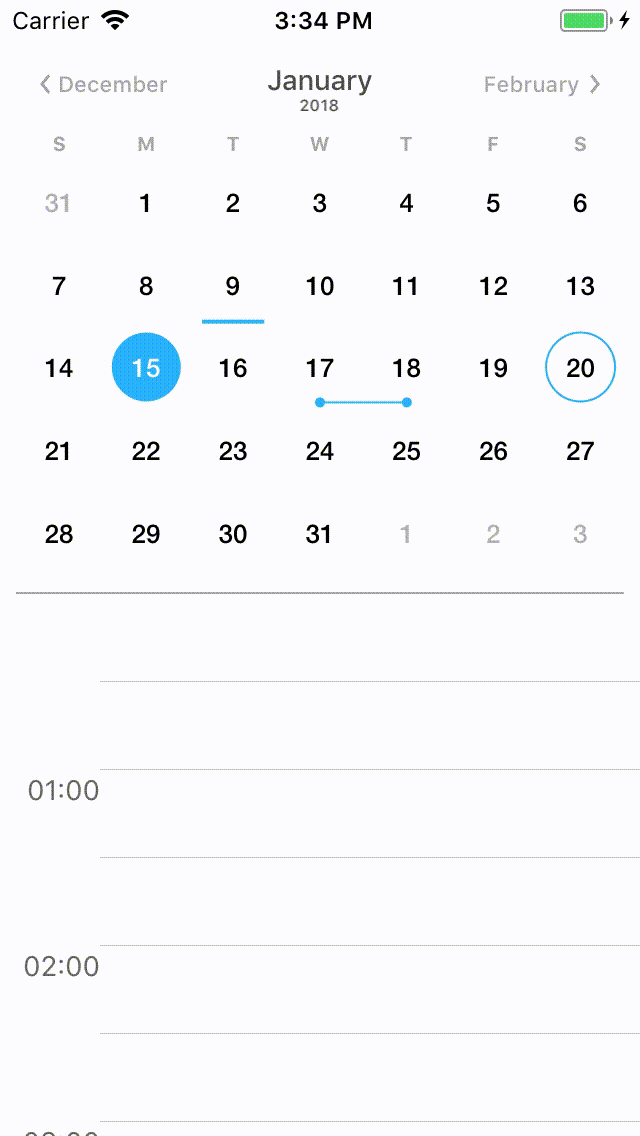 Carrier 3:34 PM
December January February
2018
S M T W T F S
31 1 2 3 4 5 6
7 8 9 10 11 12 13
14 15 16 17 18 19 20
21 22 23 24 25 26 27
28 29 30 31 1 2 3
01:00
02:00